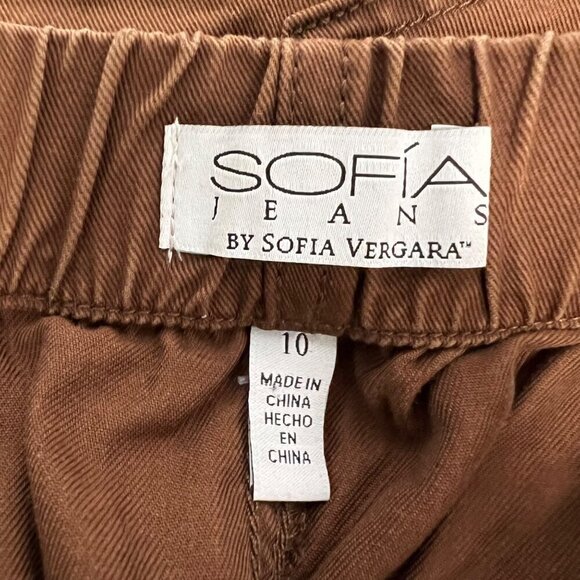 SOFÍA
JEANS
BY SOFIA VERGARA™
10
MADE IN
CHINA
HECHO
EN
CHINA